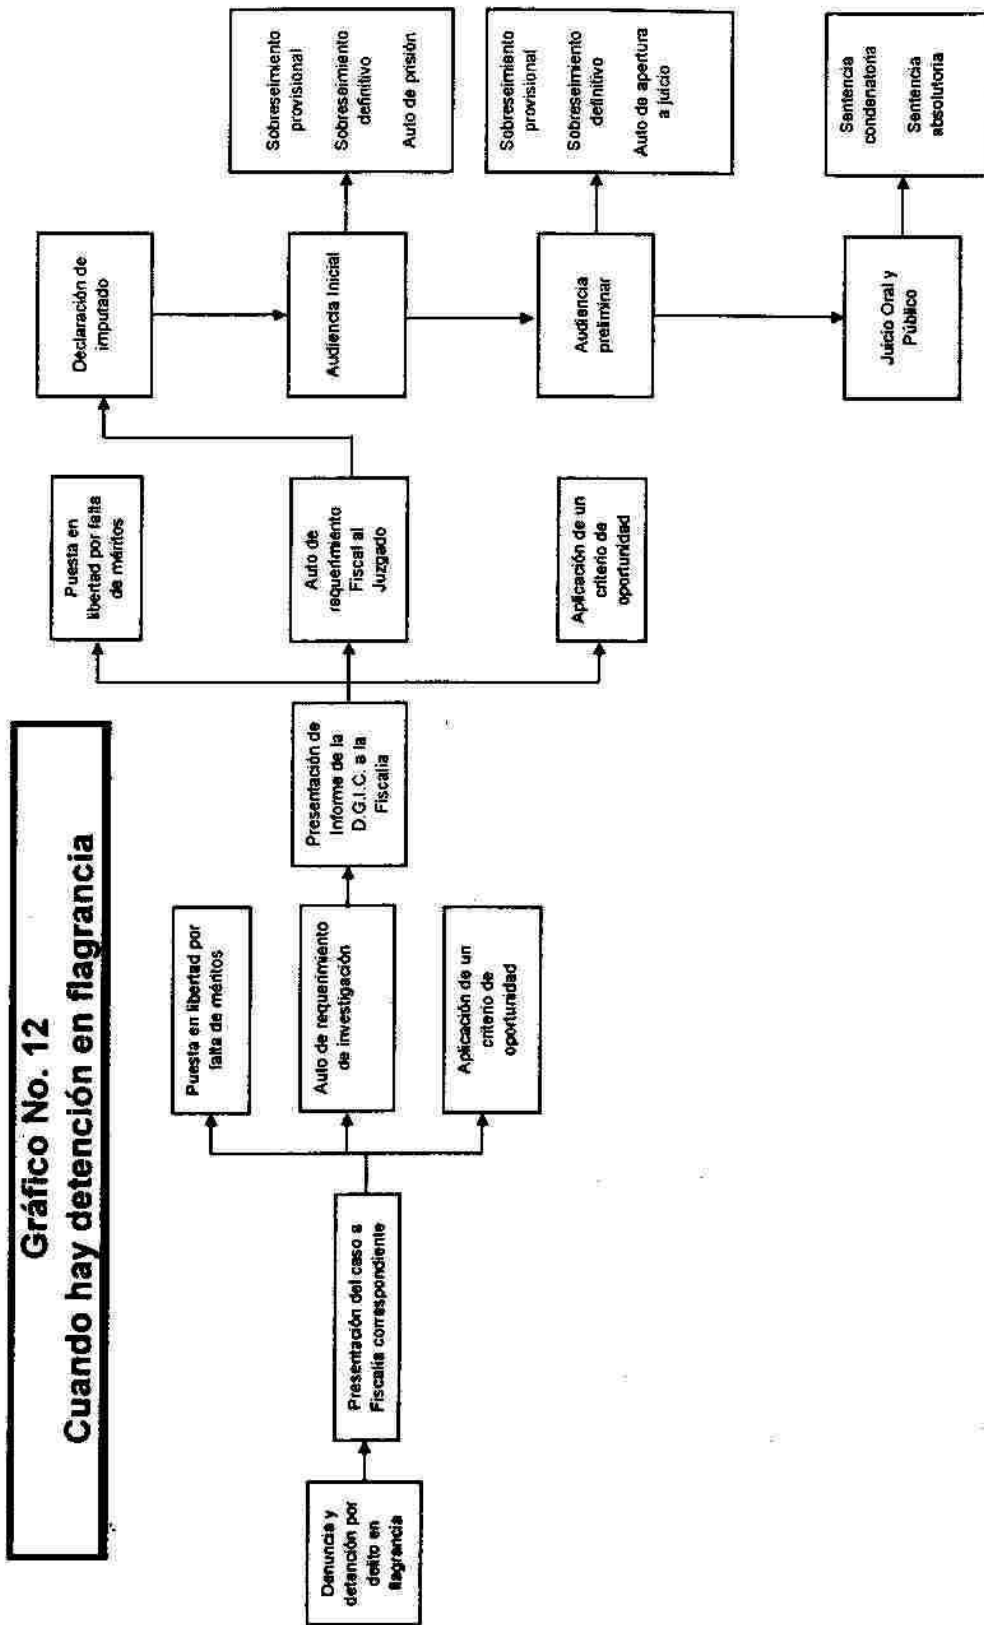 Gráfico No. 12
Cuando hay detención en flagrancia
Denuncia y
detención por
delito en
flagrancia
Presentación del caso a
Fiscalía correspondiente
Puesta en libertad por
falta de méritos
Auto de requerimiento
de investigación
Aplicación de un
criterio de
oportunidad
Presentación de
Informe de la
D.G.I.C. a la
Fiscalía
Puesta en
libertad por falta
de méritos
Auto de
requerimiento
Fiscal al
Juzgado
Aplicación de un
criterio de
oportunidad
Declaración de
imputado
Audiencia Inicial
Sobreseimiento
provisional
Sobreseimiento
definitivo
Auto de prisión
Audiencia
preliminar
Sobreseimiento
provisional
Sobreseimiento
definitivo
Auto de apertura
a juicio
Juicio Oral y
Público
Sentencia
condenatoria
Sentencia
absolutoria